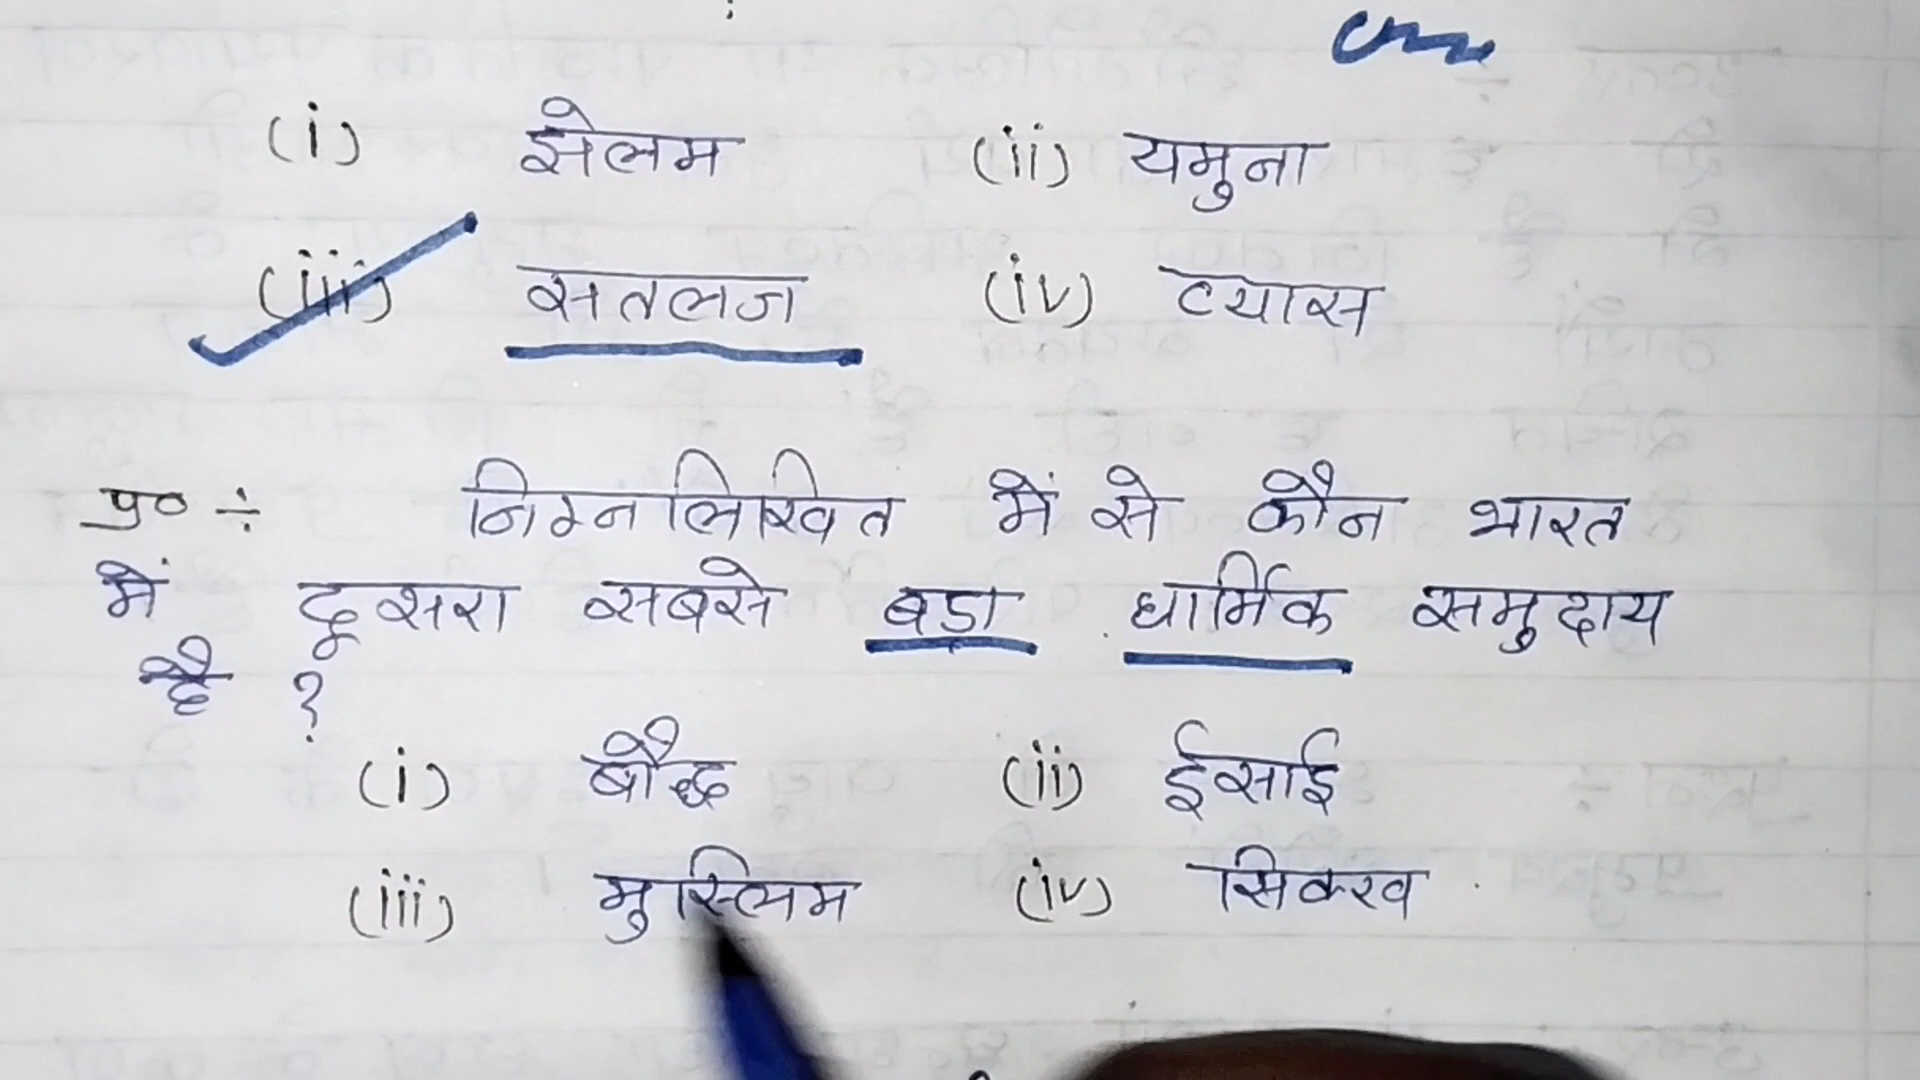 (i) झेलम (ii) यमुना
(iii) सतलज (iv) व्यास
प्र० ÷ निम्नलिखित में से कौन भारत
में दूसरा सबसे बडा धार्मिक समुदाय
है ?
(i) बौद्ध (ii) ईसाई
(iii) मुस्लिम (iv) सिक्ख